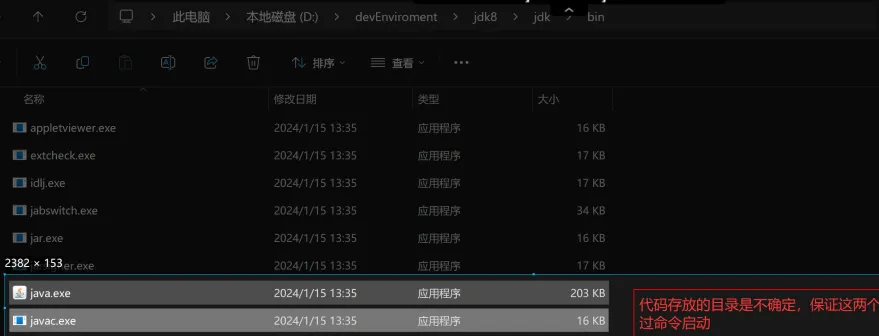 此电脑 > 本地磁盘 (D:) > devEnviroment > jdk8 > jdk > bin
排序 查看
名称 修改日期 类型 大小
appletviewer.exe 2024/1/15 13:35 应用程序 16 KB
extcheck.exe 2024/1/15 13:35 应用程序 17 KB
idlj.exe 2024/1/15 13:35 应用程序 17 KB
jabswitch.exe 2024/1/15 13:35 应用程序 34 KB
jar.exe 2024/1/15 13:35 应用程序 16 KB
2024/1/15 13:35 应用程序 17 KB
2382 × 153
java.exe 2024/1/15 13:35 应用程序 203 KB
javac.exe 2024/1/15 13:35 应用程序 16 KB
代码存放的目录是不确定，保证这两个
过命令启动